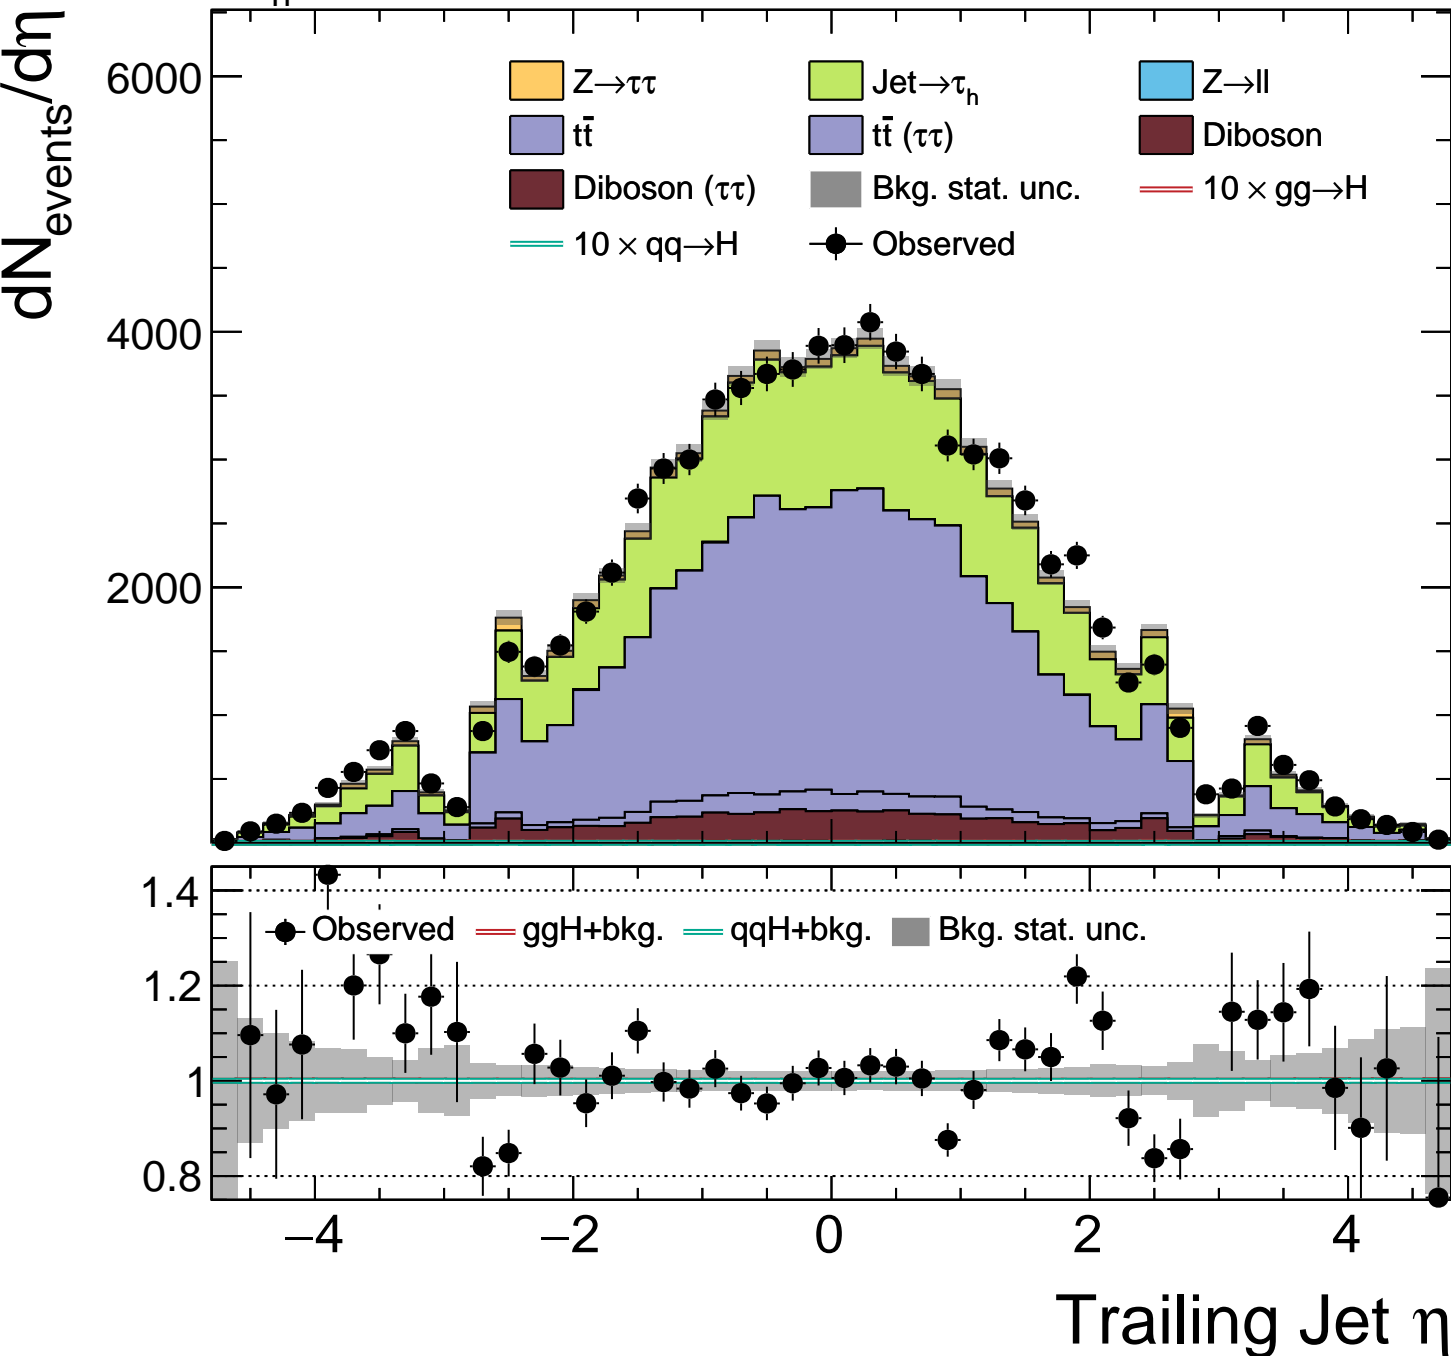 dN_events/dη
6000
4000
2000
Z→ττ Jet→τ_h Z→ll
tt̄ tt̄ (ττ) Diboson
Diboson (ττ) Bkg. stat. unc. 10 × gg→H
10 × qq→H Observed
1.4
1.2
1
0.8
Observed ggH+bkg. qqH+bkg. Bkg. stat. unc.
−4 −2 0 2 4
Trailing Jet η